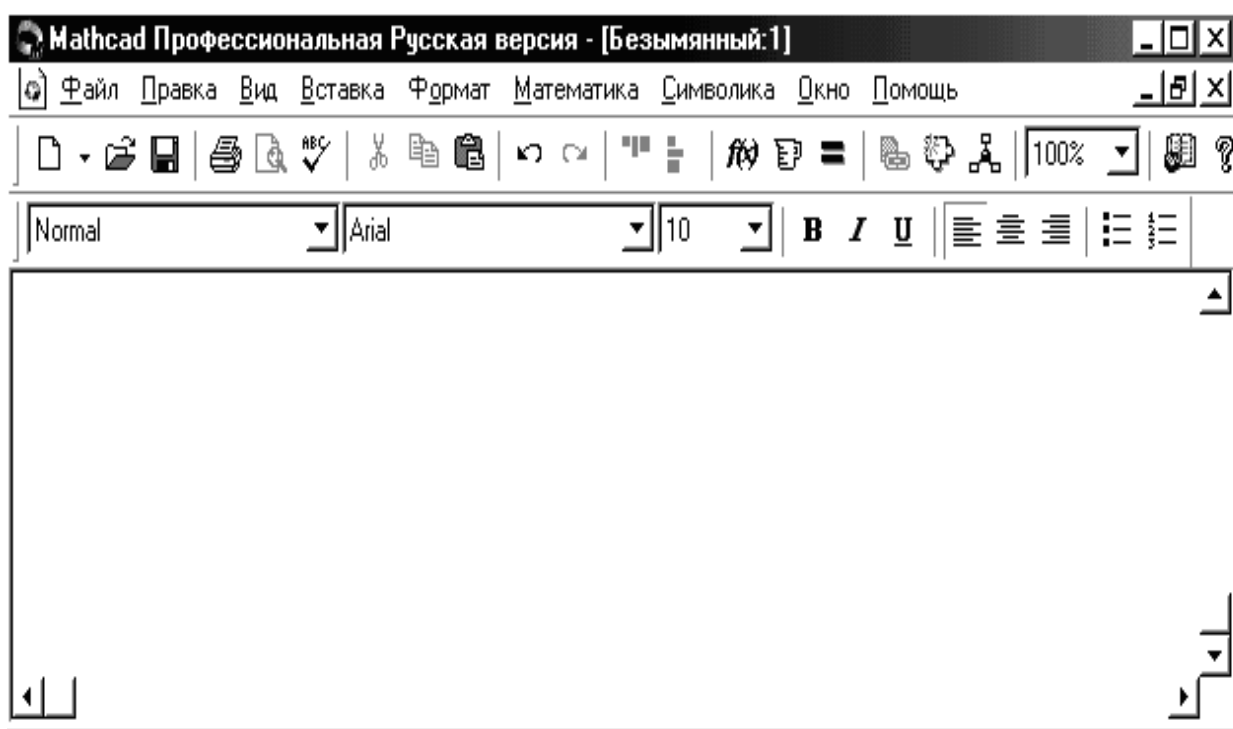 Mathcad Профессиональная Русская версия - [Безымянный:1]
Файл Правка Вид Вставка Формат Математика Символика Окно Помощь
ABC f(x) = 100% ?
Normal Arial 10 B I U